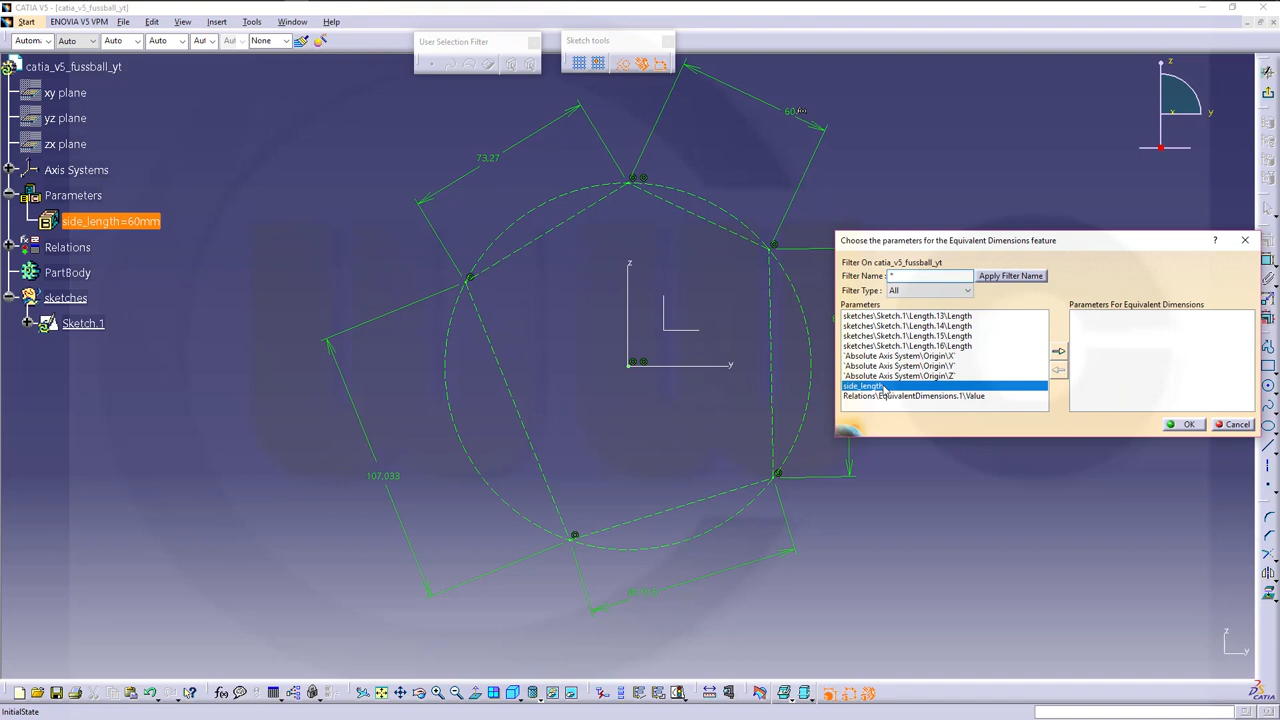 CATIA V5 - [catia_v5_fussball_yt]
Start ENOVIA V5 VPM File Edit View Insert Tools Window Help
Autom. Auto Auto Auto Aut Aut None
User Selection Filter
Sketch tools
catia_v5_fussball_yt
xy plane
yz plane
zx plane
Axis Systems
Parameters
side_length=60mm
Relations
PartBody
sketches
Sketch.1
73,27
60
107,033
z
y
z
x
y
Choose the parameters for the Equivalent Dimensions feature
Filter On catia_v5_fussball_yt
Filter Name : *
Apply Filter Name
Filter Type : All
Parameters
Parameters For Equivalent Dimensions
sketches\Sketch.1\Length.13\Length
sketches\Sketch.1\Length.14\Length
sketches\Sketch.1\Length.15\Length
sketches\Sketch.1\Length.16\Length
`Absolute Axis System\Origin\X`
`Absolute Axis System\Origin\Y`
`Absolute Axis System\Origin\Z`
side_length
Relations\EquivalentDimensions.1\Value
OK
Cancel
z
y
CATIA
InitialState